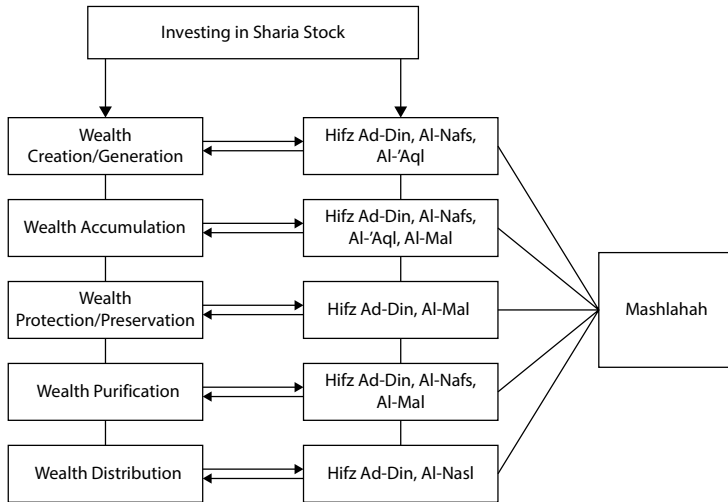 Investing in Sharia Stock
Wealth
Creation/Generation
Hifz Ad-Din, Al-Nafs,
Al-’Aql
Wealth Accumulation
Hifz Ad-Din, Al-Nafs,
Al-’Aql, Al-Mal
Wealth
Protection/Preservation
Hifz Ad-Din, Al-Mal
Mashlahah
Wealth Purification
Hifz Ad-Din, Al-Nafs,
Al-Mal
Wealth Distribution
Hifz Ad-Din, Al-Nasl